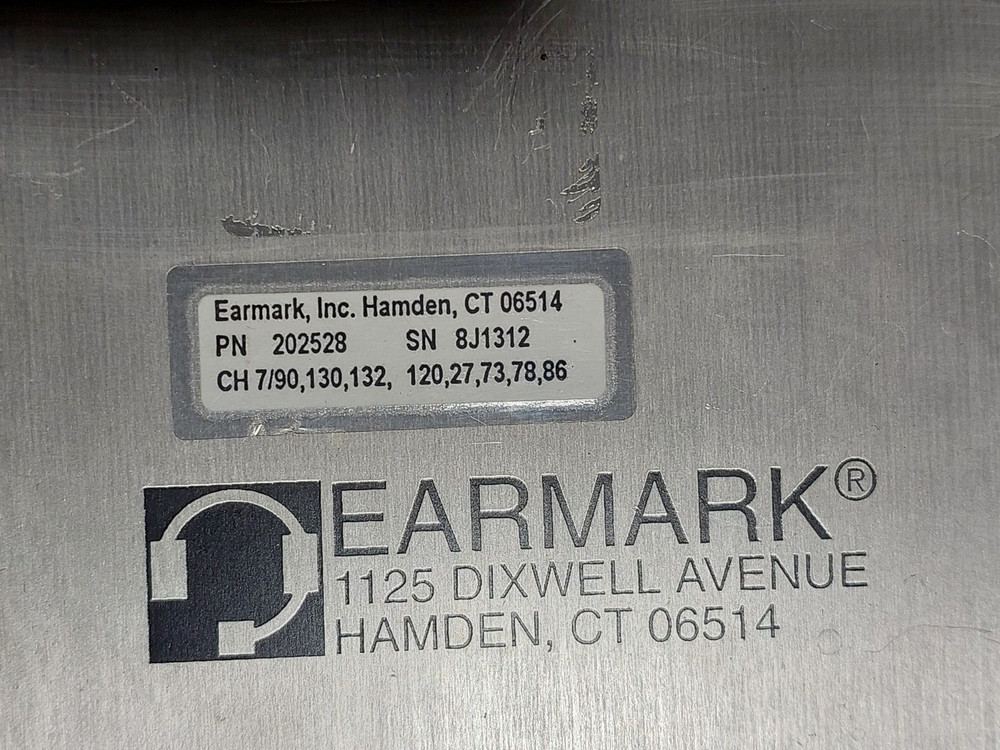 Earmark, Inc. Hamden, CT 06514
PN 202528 SN 8J1312
CH 7/90,130,132, 120,27,73,78,86
EARMARK®
1125 DIXWELL AVENUE
HAMDEN, CT 06514